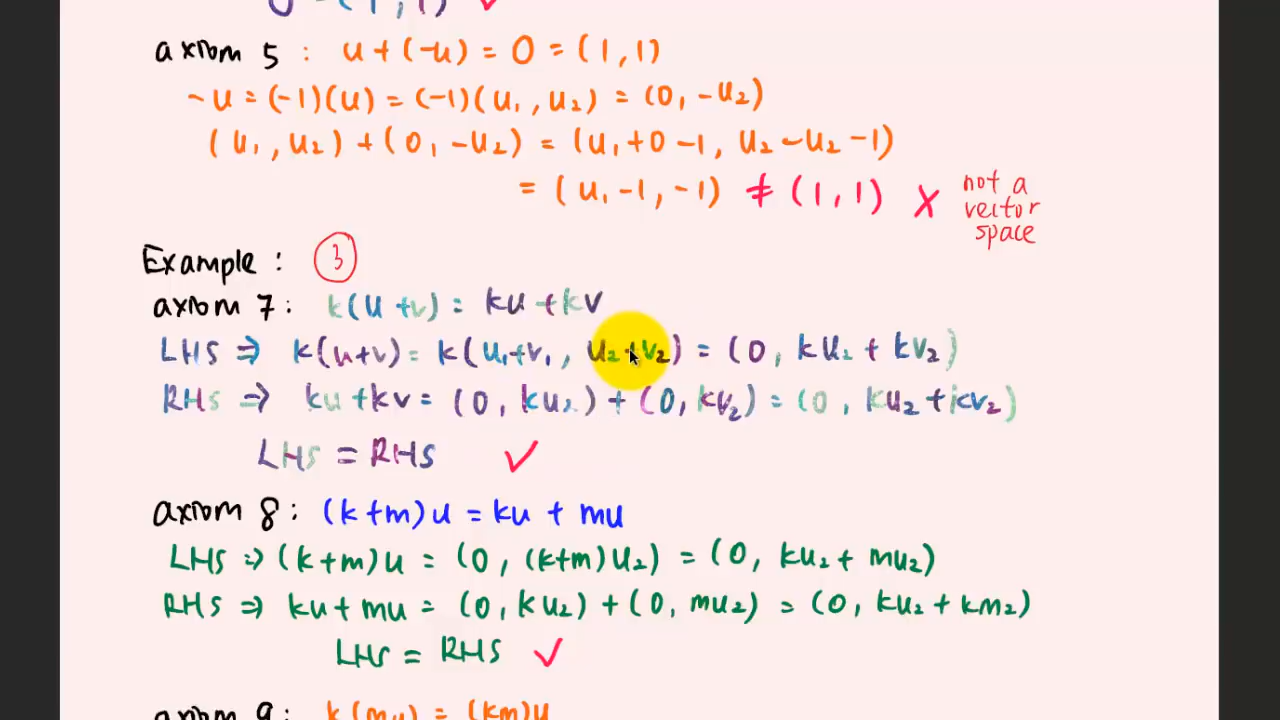 axiom 5 : u + (-u) = 0 = (1, 1)
-u = (-1)(u) = (-1)(u₁, u₂) = (0, -u₂)
(u₁, u₂) + (0, -u₂) = (u₁+0-1, u₂-u₂-1)
= (u₁-1, -1) ≠ (1, 1) ✗ not a vector space
Example : ③
axiom 7 : k(u+v) = ku + kv
LHS ⇒ k(u+v) = k(u₁+v₁, u₂+v₂) = (0, ku₂ + kv₂)
RHS ⇒ ku+kv = (0, ku₂) + (0, kv₂) = (0, ku₂+kv₂)
LHS = RHS ✓
axiom 8 : (k+m)u = ku + mu
LHS ⇒ (k+m)u = (0, (k+m)u₂) = (0, ku₂ + mu₂)
RHS ⇒ ku+mu = (0, ku₂) + (0, mu₂) = (0, ku₂ + km₂)
LHS = RHS ✓
axiom 9 : k(mu) = (km)u